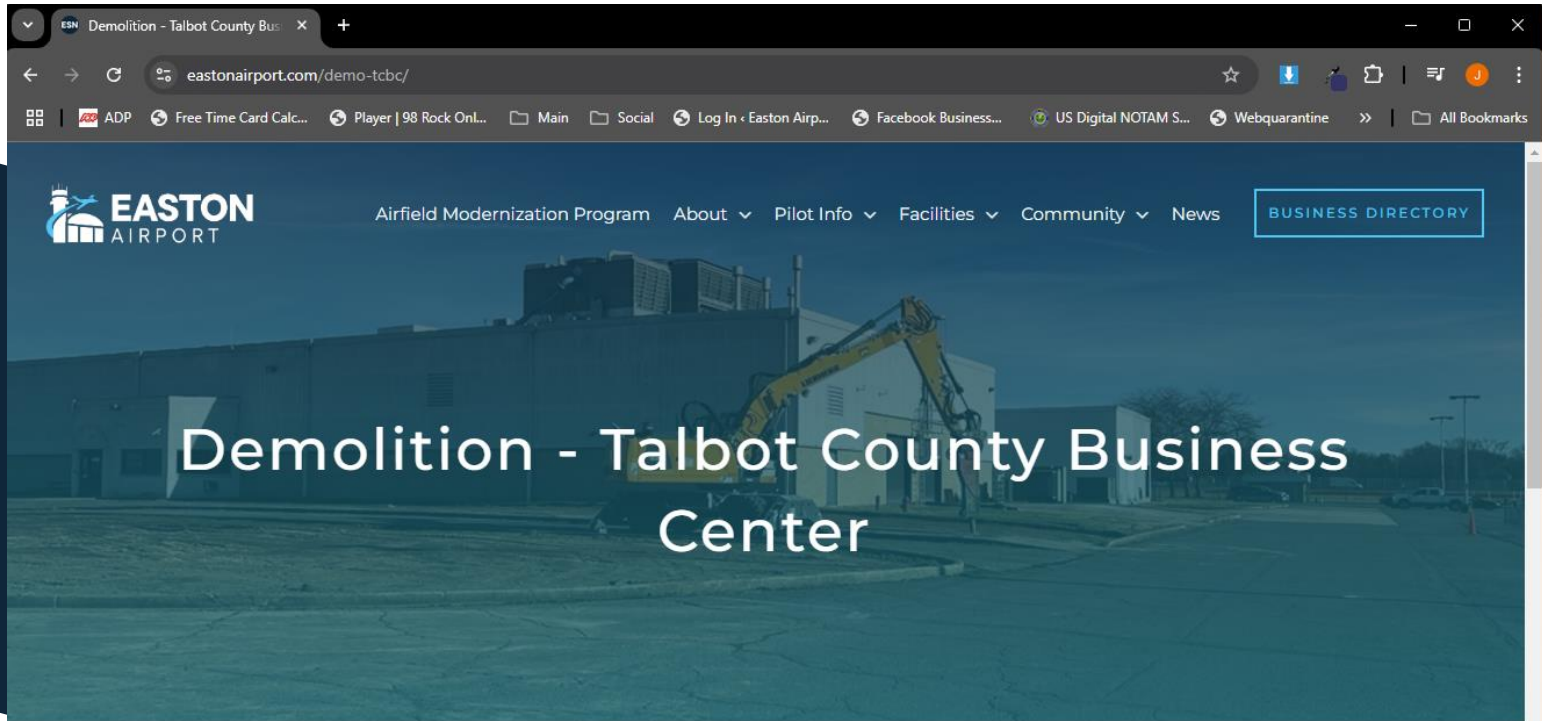 ESN Demolition - Talbot County Bus
eastonairport.com/demo-tcbc/
J
ADP Free Time Card Calc... Player | 98 Rock Onl... Main Social Log In ‹ Easton Airp... Facebook Business... US Digital NOTAM S... Webquarantine » All Bookmarks
EASTON
AIRPORT
Airfield Modernization Program About Pilot Info Facilities Community News BUSINESS DIRECTORY
Demolition - Talbot County Business
Center